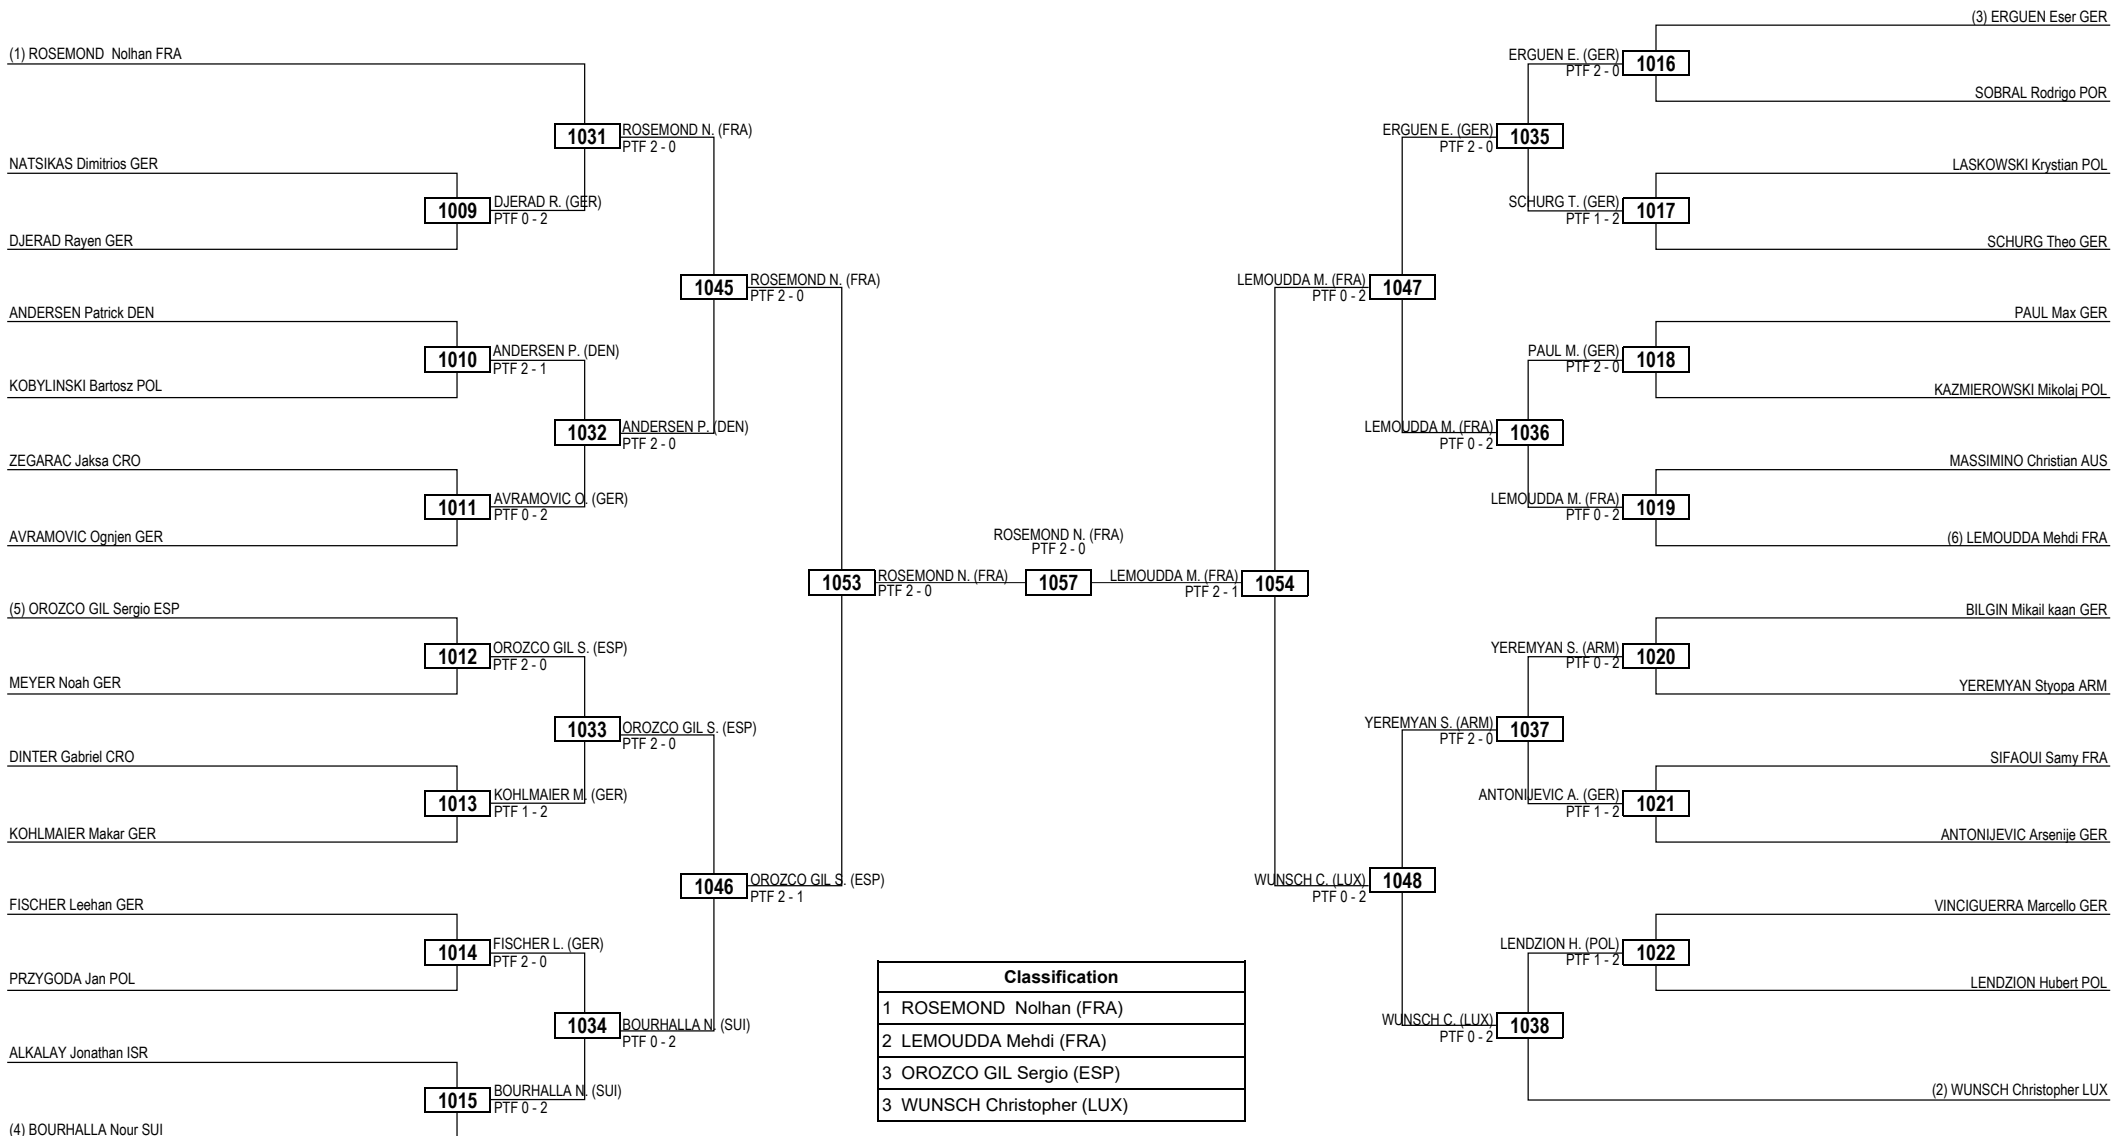 (1) ROSEMOND  Nolhan FRA
NATSIKAS Dimitrios GER
DJERAD Rayen GER
ANDERSEN Patrick DEN
KOBYLINSKI Bartosz POL
ZEGARAC Jaksa CRO
AVRAMOVIC Ognjen GER
(5) OROZCO GIL Sergio ESP
MEYER Noah GER
DINTER Gabriel CRO
KOHLMAIER Makar GER
FISCHER Leehan GER
PRZYGODA Jan POL
ALKALAY Jonathan ISR
(4) BOURHALLA Nour SUI
1009
DJERAD R. (GER)
PTF 0 - 2
1010
ANDERSEN P. (DEN)
PTF 2 - 1
1011
AVRAMOVIC O. (GER)
PTF 0 - 2
1012
OROZCO GIL S. (ESP)
PTF 2 - 0
1013
KOHLMAIER M. (GER)
PTF 1 - 2
1014
FISCHER L. (GER)
PTF 2 - 0
1015
BOURHALLA N. (SUI)
PTF 0 - 2
1031
ROSEMOND N. (FRA)
PTF 2 - 0
1032
ANDERSEN P. (DEN)
PTF 2 - 0
1033
OROZCO GIL S. (ESP)
PTF 2 - 0
1034
BOURHALLA N. (SUI)
PTF 0 - 2
1045
ROSEMOND N. (FRA)
PTF 2 - 0
1046
OROZCO GIL S. (ESP)
PTF 2 - 1
1053
ROSEMOND N. (FRA)
PTF 2 - 0
ROSEMOND N. (FRA)
PTF 2 - 0
1057
LEMOUDDA M. (FRA)
PTF 2 - 1
1054
LEMOUDDA M. (FRA)
PTF 0 - 2
1047
WUNSCH C. (LUX)
PTF 0 - 2
1048
ERGUEN E. (GER)
PTF 2 - 0
1035
LEMOUDDA M. (FRA)
PTF 0 - 2
1036
YEREMYAN S. (ARM)
PTF 2 - 0
1037
WUNSCH C. (LUX)
PTF 0 - 2
1038
ERGUEN E. (GER)
PTF 2 - 0
1016
SCHURG T. (GER)
PTF 1 - 2
1017
PAUL M. (GER)
PTF 2 - 0
1018
LEMOUDDA M. (FRA)
PTF 0 - 2
1019
YEREMYAN S. (ARM)
PTF 0 - 2
1020
ANTONIJEVIC A. (GER)
PTF 1 - 2
1021
LENDZION H. (POL)
PTF 1 - 2
1022
(3) ERGUEN Eser GER
SOBRAL Rodrigo POR
LASKOWSKI Krystian POL
SCHURG Theo GER
PAUL Max GER
KAZMIEROWSKI Mikolaj POL
MASSIMINO Christian AUS
(6) LEMOUDDA Mehdi FRA
BILGIN Mikail kaan GER
YEREMYAN Styopa ARM
SIFAOUI Samy FRA
ANTONIJEVIC Arsenije GER
VINCIGUERRA Marcello GER
LENDZION Hubert POL
(2) WUNSCH Christopher LUX
Classification
1 ROSEMOND  Nolhan (FRA)
2 LEMOUDDA Mehdi (FRA)
3 OROZCO GIL Sergio (ESP)
3 WUNSCH Christopher (LUX)